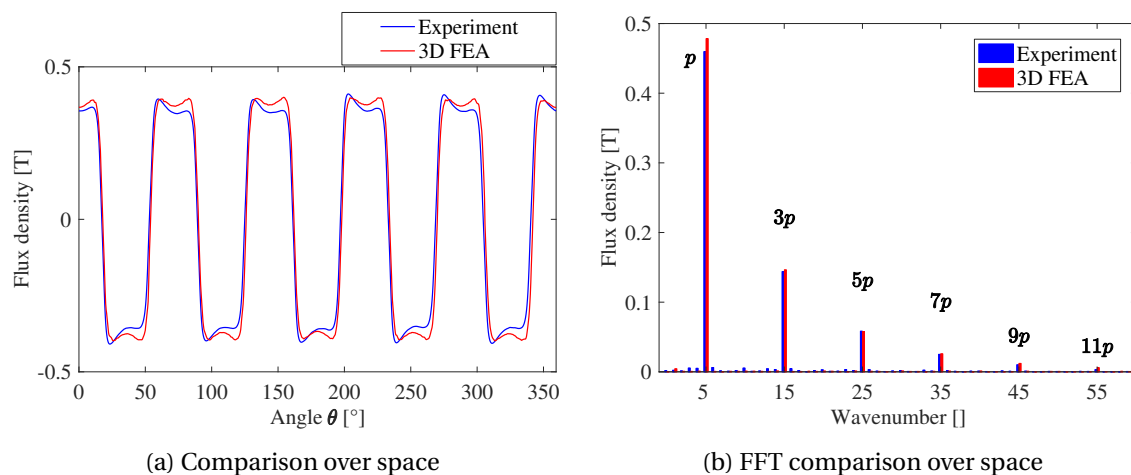 Experiment
3D FEA
0.5
0
-0.5
Flux density [T]
0 50 100 150 200 250 300 350
Angle θ [°]
(a) Comparison over space
Experiment
3D FEA
0.5
0.4
0.3
0.2
0.1
0
Flux density [T]
p
3p
5p
7p
9p
11p
5 15 25 35 45 55
Wavenumber []
(b) FFT comparison over space